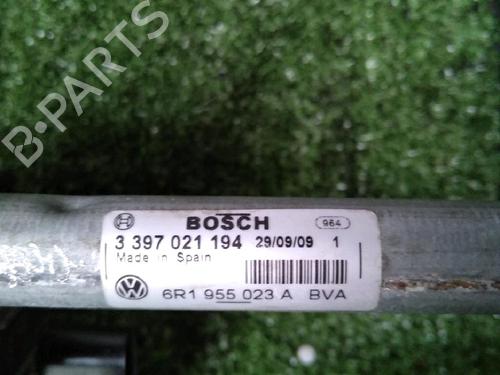 B-PARTS
BOSCH 964
3 397 021 194 29/09/09 1
Made in Spain
6R1 955 023 A BVA